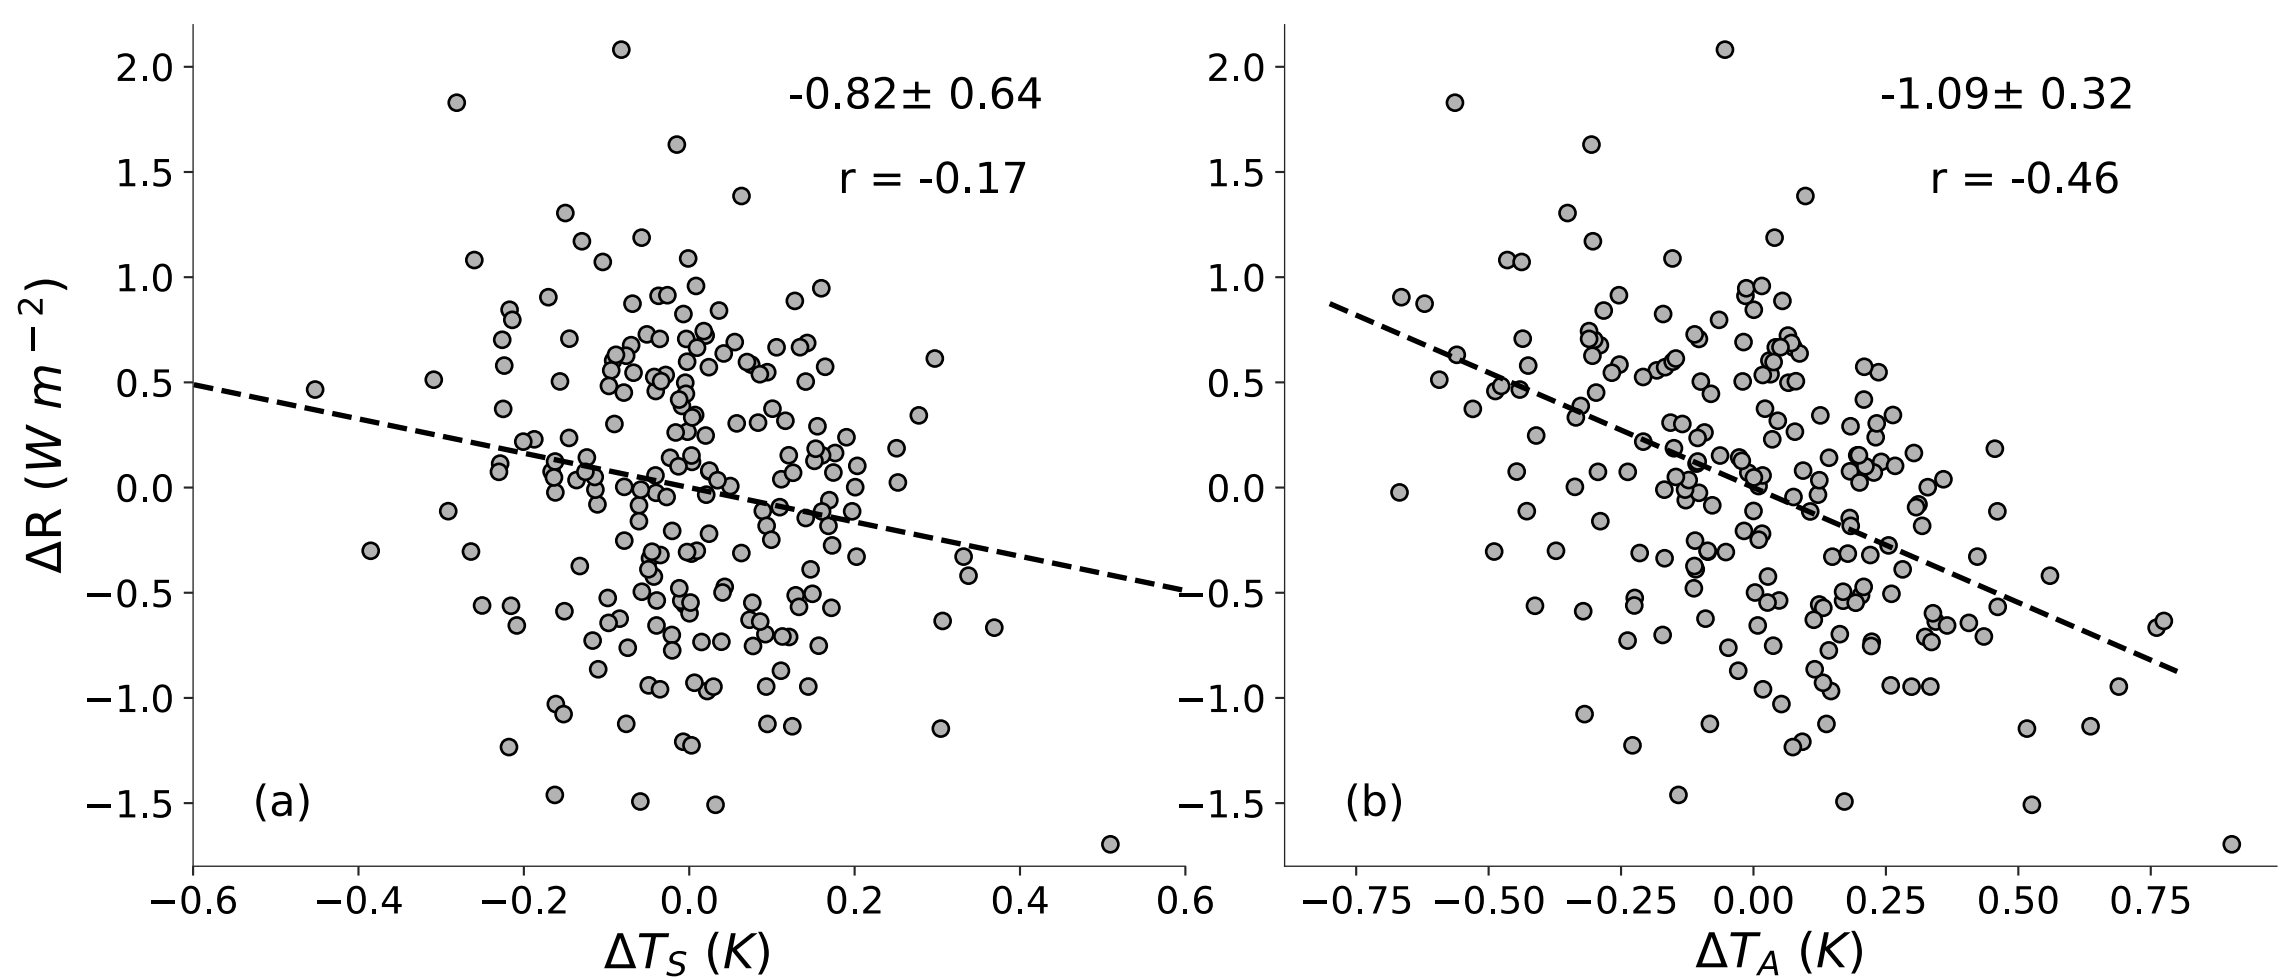 ΔR (W m⁻²)
2.0
1.5
1.0
0.5
0.0
−0.5
−1.0
−1.5
-0.82± 0.64
r = -0.17
(a)
−0.6 −0.4 −0.2 0.0 0.2 0.4 0.6
ΔT_S (K)
2.0
1.5
1.0
0.5
0.0
−0.5
−1.0
−1.5
-1.09± 0.32
r = -0.46
(b)
−0.75 −0.50 −0.25 0.00 0.25 0.50 0.75
ΔT_A (K)